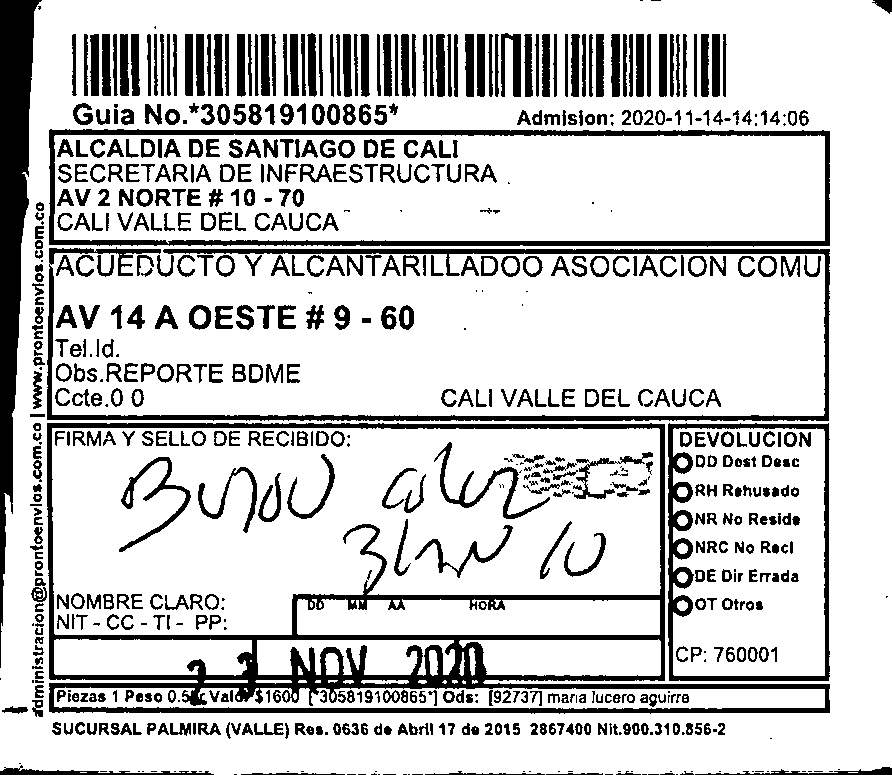 Guia No.*305819100865*
Admision: 2020-11-14-14:14:06
ALCALDIA DE SANTIAGO DE CALI
SECRETARIA DE INFRAESTRUCTURA
AV 2 NORTE # 10 - 70
CALI VALLE DEL CAUCA
ACUEDUCTO Y ALCANTARILLADOO ASOCIACION COMU
AV 14 A OESTE # 9 - 60
Tel.Id.
Obs.REPORTE BDME
Ccte.0 0
CALI VALLE DEL CAUCA
administracion@prontoenvios.com.co | www.prontoenvios.com.co
FIRMA Y SELLO DE RECIBIDO:
NOMBRE CLARO:
NIT - CC - TI - PP:
DD MM AA HORA
23 NOV 2020
DEVOLUCION
DD Dest Desc
RH Rehusado
NR No Reside
NRC No Recl
DE Dir Errada
OT Otros
CP: 760001
Piezas 1 Peso 0.5 Valor $1600 [*305819100865*] Ods: [92737] maria lucero aguirre
SUCURSAL PALMIRA (VALLE) Res. 0636 de Abril 17 de 2015 2867400 Nit.900.310.856-2